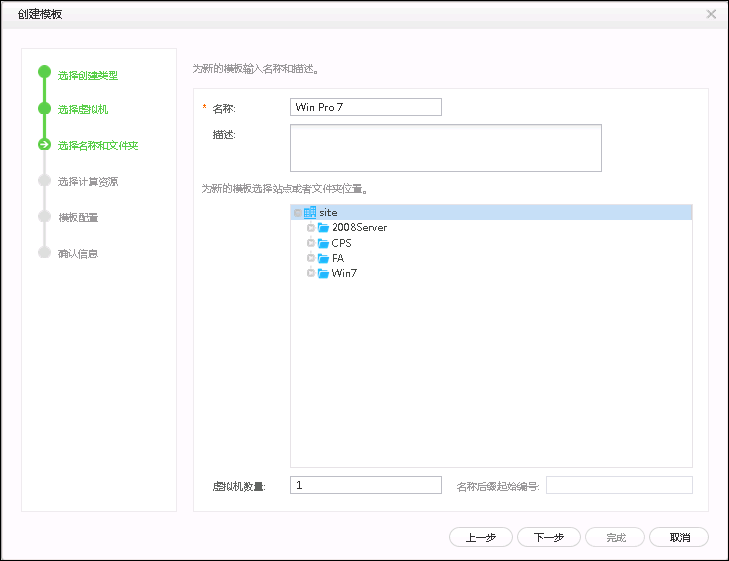 创建模板
选择创建类型
选择虚拟机
选择名称和文件夹
选择计算资源
模板配置
确认信息
为新的模板输入名称和描述。
* 名称: Win Pro 7
描述:
为新的模板选择站点或者文件夹位置。
site
2008Server
CPS
FA
Win7
虚拟机数量: 1 名称后缀起始编号:
上一步 下一步 完成 取消